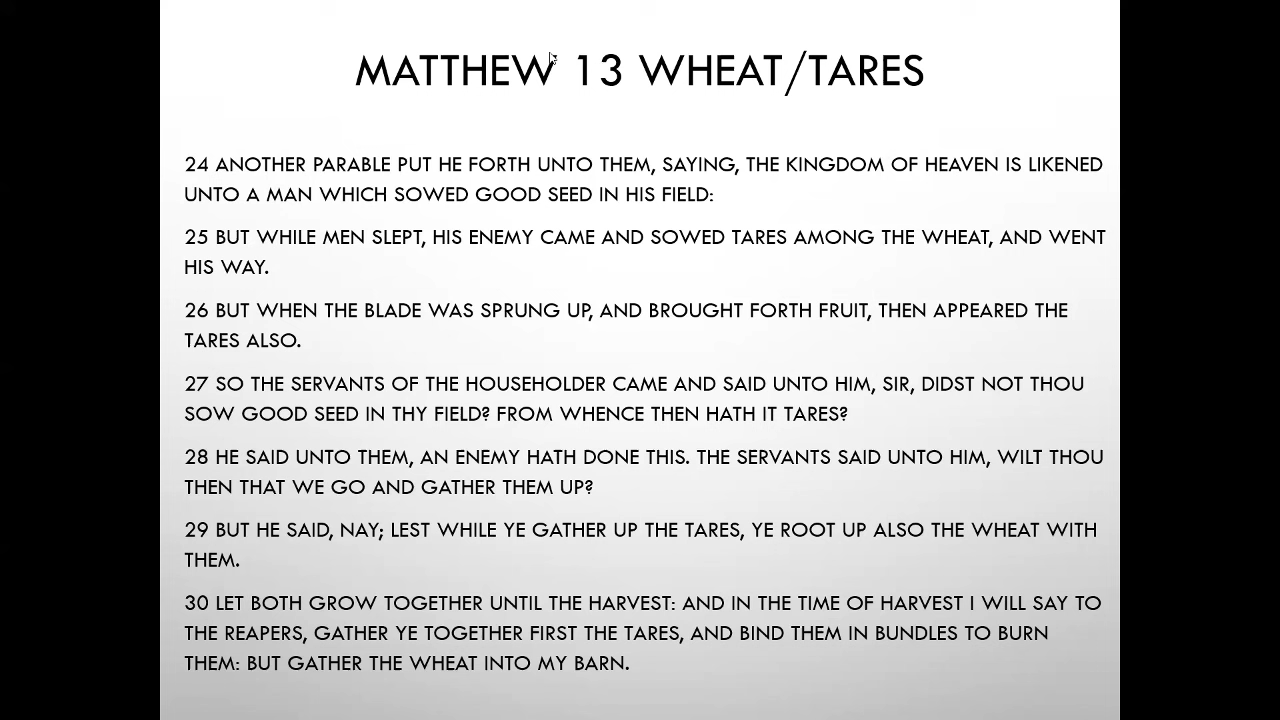 MATTHEW 13 WHEAT/TARES
24 ANOTHER PARABLE PUT HE FORTH UNTO THEM, SAYING, THE KINGDOM OF HEAVEN IS LIKENED
UNTO A MAN WHICH SOWED GOOD SEED IN HIS FIELD:
25 BUT WHILE MEN SLEPT, HIS ENEMY CAME AND SOWED TARES AMONG THE WHEAT, AND WENT
HIS WAY.
26 BUT WHEN THE BLADE WAS SPRUNG UP, AND BROUGHT FORTH FRUIT, THEN APPEARED THE
TARES ALSO.
27 SO THE SERVANTS OF THE HOUSEHOLDER CAME AND SAID UNTO HIM, SIR, DIDST NOT THOU
SOW GOOD SEED IN THY FIELD? FROM WHENCE THEN HATH IT TARES?
28 HE SAID UNTO THEM, AN ENEMY HATH DONE THIS. THE SERVANTS SAID UNTO HIM, WILT THOU
THEN THAT WE GO AND GATHER THEM UP?
29 BUT HE SAID, NAY; LEST WHILE YE GATHER UP THE TARES, YE ROOT UP ALSO THE WHEAT WITH
THEM.
30 LET BOTH GROW TOGETHER UNTIL THE HARVEST: AND IN THE TIME OF HARVEST I WILL SAY TO
THE REAPERS, GATHER YE TOGETHER FIRST THE TARES, AND BIND THEM IN BUNDLES TO BURN
THEM: BUT GATHER THE WHEAT INTO MY BARN.